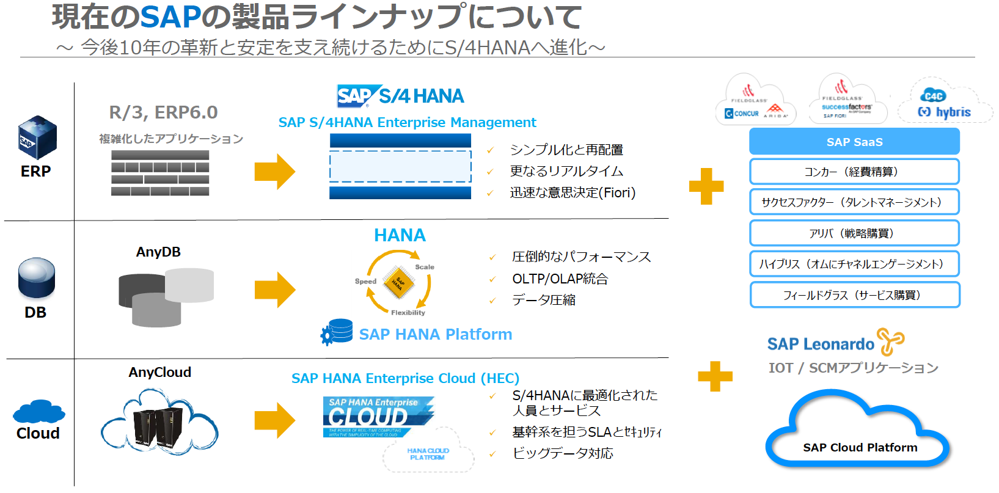 現在のSAPの製品ラインナップについて
～ 今後10年の革新と安定を支え続けるためにS/4HANAへ進化～
SAP
ERP
R/3, ERP6.0
複雑化したアプリケーション
SAP S/4 HANA
SAP S/4HANA Enterprise Management
シンプル化と再配置
更なるリアルタイム
迅速な意思決定(Fiori)
DB
AnyDB
HANA
Scale
Speed
SAP HANA
Flexibility
SAP HANA Platform
圧倒的なパフォーマンス
OLTP/OLAP統合
データ圧縮
Cloud
AnyCloud
SAP HANA Enterprise Cloud (HEC)
SAP HANA Enterprise
CLOUD
THE POWER OF REAL-TIME COMPUTING
WITH THE SIMPLICITY OF THE CLOUD
HANA CLOUD
PLATFORM
S/4HANAに最適化された
人員とサービス
基幹系を担うSLAとｾｷｭﾘﾃｨ
ビッグデータ対応
FIELDGLASS
CONCUR
ARIBA
FIELDGLASS
successfactors
An SAP Company
SAP FIORI
C4C
hybris
SAP SaaS
コンカー（経費精算）
サクセスファクター（タレントマネージメント）
アリバ（戦略購買）
ハイブリス（オムにチャネルエンゲージメント）
フィールドグラス（サービス購買）
SAP Leonardo
IOT / SCMアプリケーション
SAP Cloud Platform